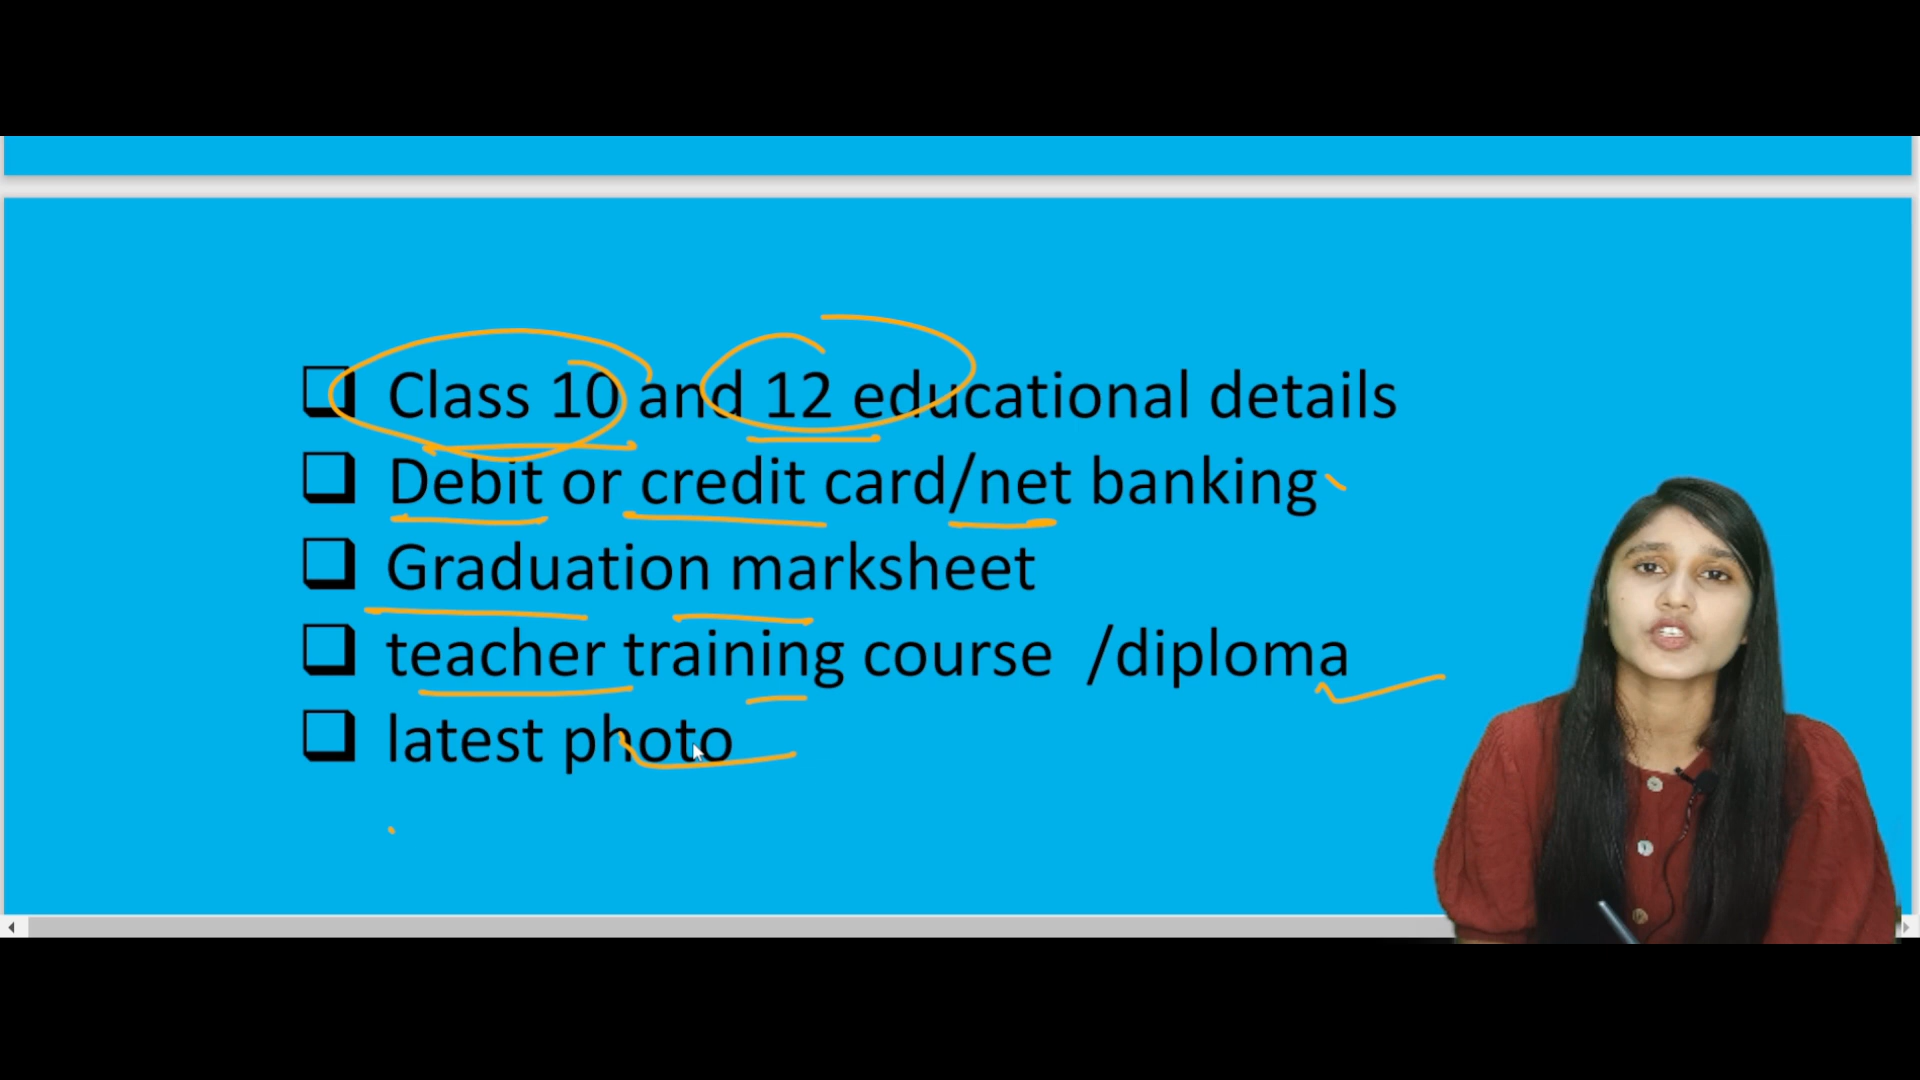 Class 10 and 12 educational details
Debit or credit card/net banking
Graduation marksheet
teacher training course /diploma
latest photo